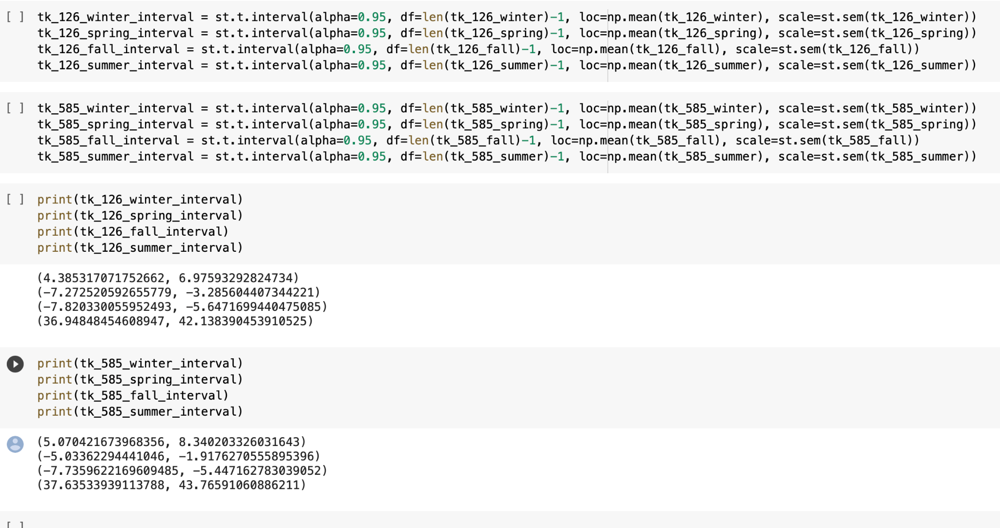 [ ] tk_126_winter_interval = st.t.interval(alpha=0.95, df=len(tk_126_winter)-1, loc=np.mean(tk_126_winter), scale=st.sem(tk_126_winter))
tk_126_spring_interval = st.t.interval(alpha=0.95, df=len(tk_126_spring)-1, loc=np.mean(tk_126_spring), scale=st.sem(tk_126_spring))
tk_126_fall_interval = st.t.interval(alpha=0.95, df=len(tk_126_fall)-1, loc=np.mean(tk_126_fall), scale=st.sem(tk_126_fall))
tk_126_summer_interval = st.t.interval(alpha=0.95, df=len(tk_126_summer)-1, loc=np.mean(tk_126_summer), scale=st.sem(tk_126_summer))
[ ] tk_585_winter_interval = st.t.interval(alpha=0.95, df=len(tk_585_winter)-1, loc=np.mean(tk_585_winter), scale=st.sem(tk_585_winter))
tk_585_spring_interval = st.t.interval(alpha=0.95, df=len(tk_585_spring)-1, loc=np.mean(tk_585_spring), scale=st.sem(tk_585_spring))
tk_585_fall_interval = st.t.interval(alpha=0.95, df=len(tk_585_fall)-1, loc=np.mean(tk_585_fall), scale=st.sem(tk_585_fall))
tk_585_summer_interval = st.t.interval(alpha=0.95, df=len(tk_585_summer)-1, loc=np.mean(tk_585_summer), scale=st.sem(tk_585_summer))
[ ] print(tk_126_winter_interval)
print(tk_126_spring_interval)
print(tk_126_fall_interval)
print(tk_126_summer_interval)
(4.385317071752662, 6.97593292824734)
(-7.272520592655779, -3.285604407344221)
(-7.820330055952493, -5.6471699440475085)
(36.94848454608947, 42.138390453910525)
print(tk_585_winter_interval)
print(tk_585_spring_interval)
print(tk_585_fall_interval)
print(tk_585_summer_interval)
(5.070421673968356, 8.340203326031643)
(-5.03362294441046, -1.9176270555895396)
(-7.7359622169609485, -5.447162783039052)
(37.63533939113788, 43.76591060886211)
[ ]